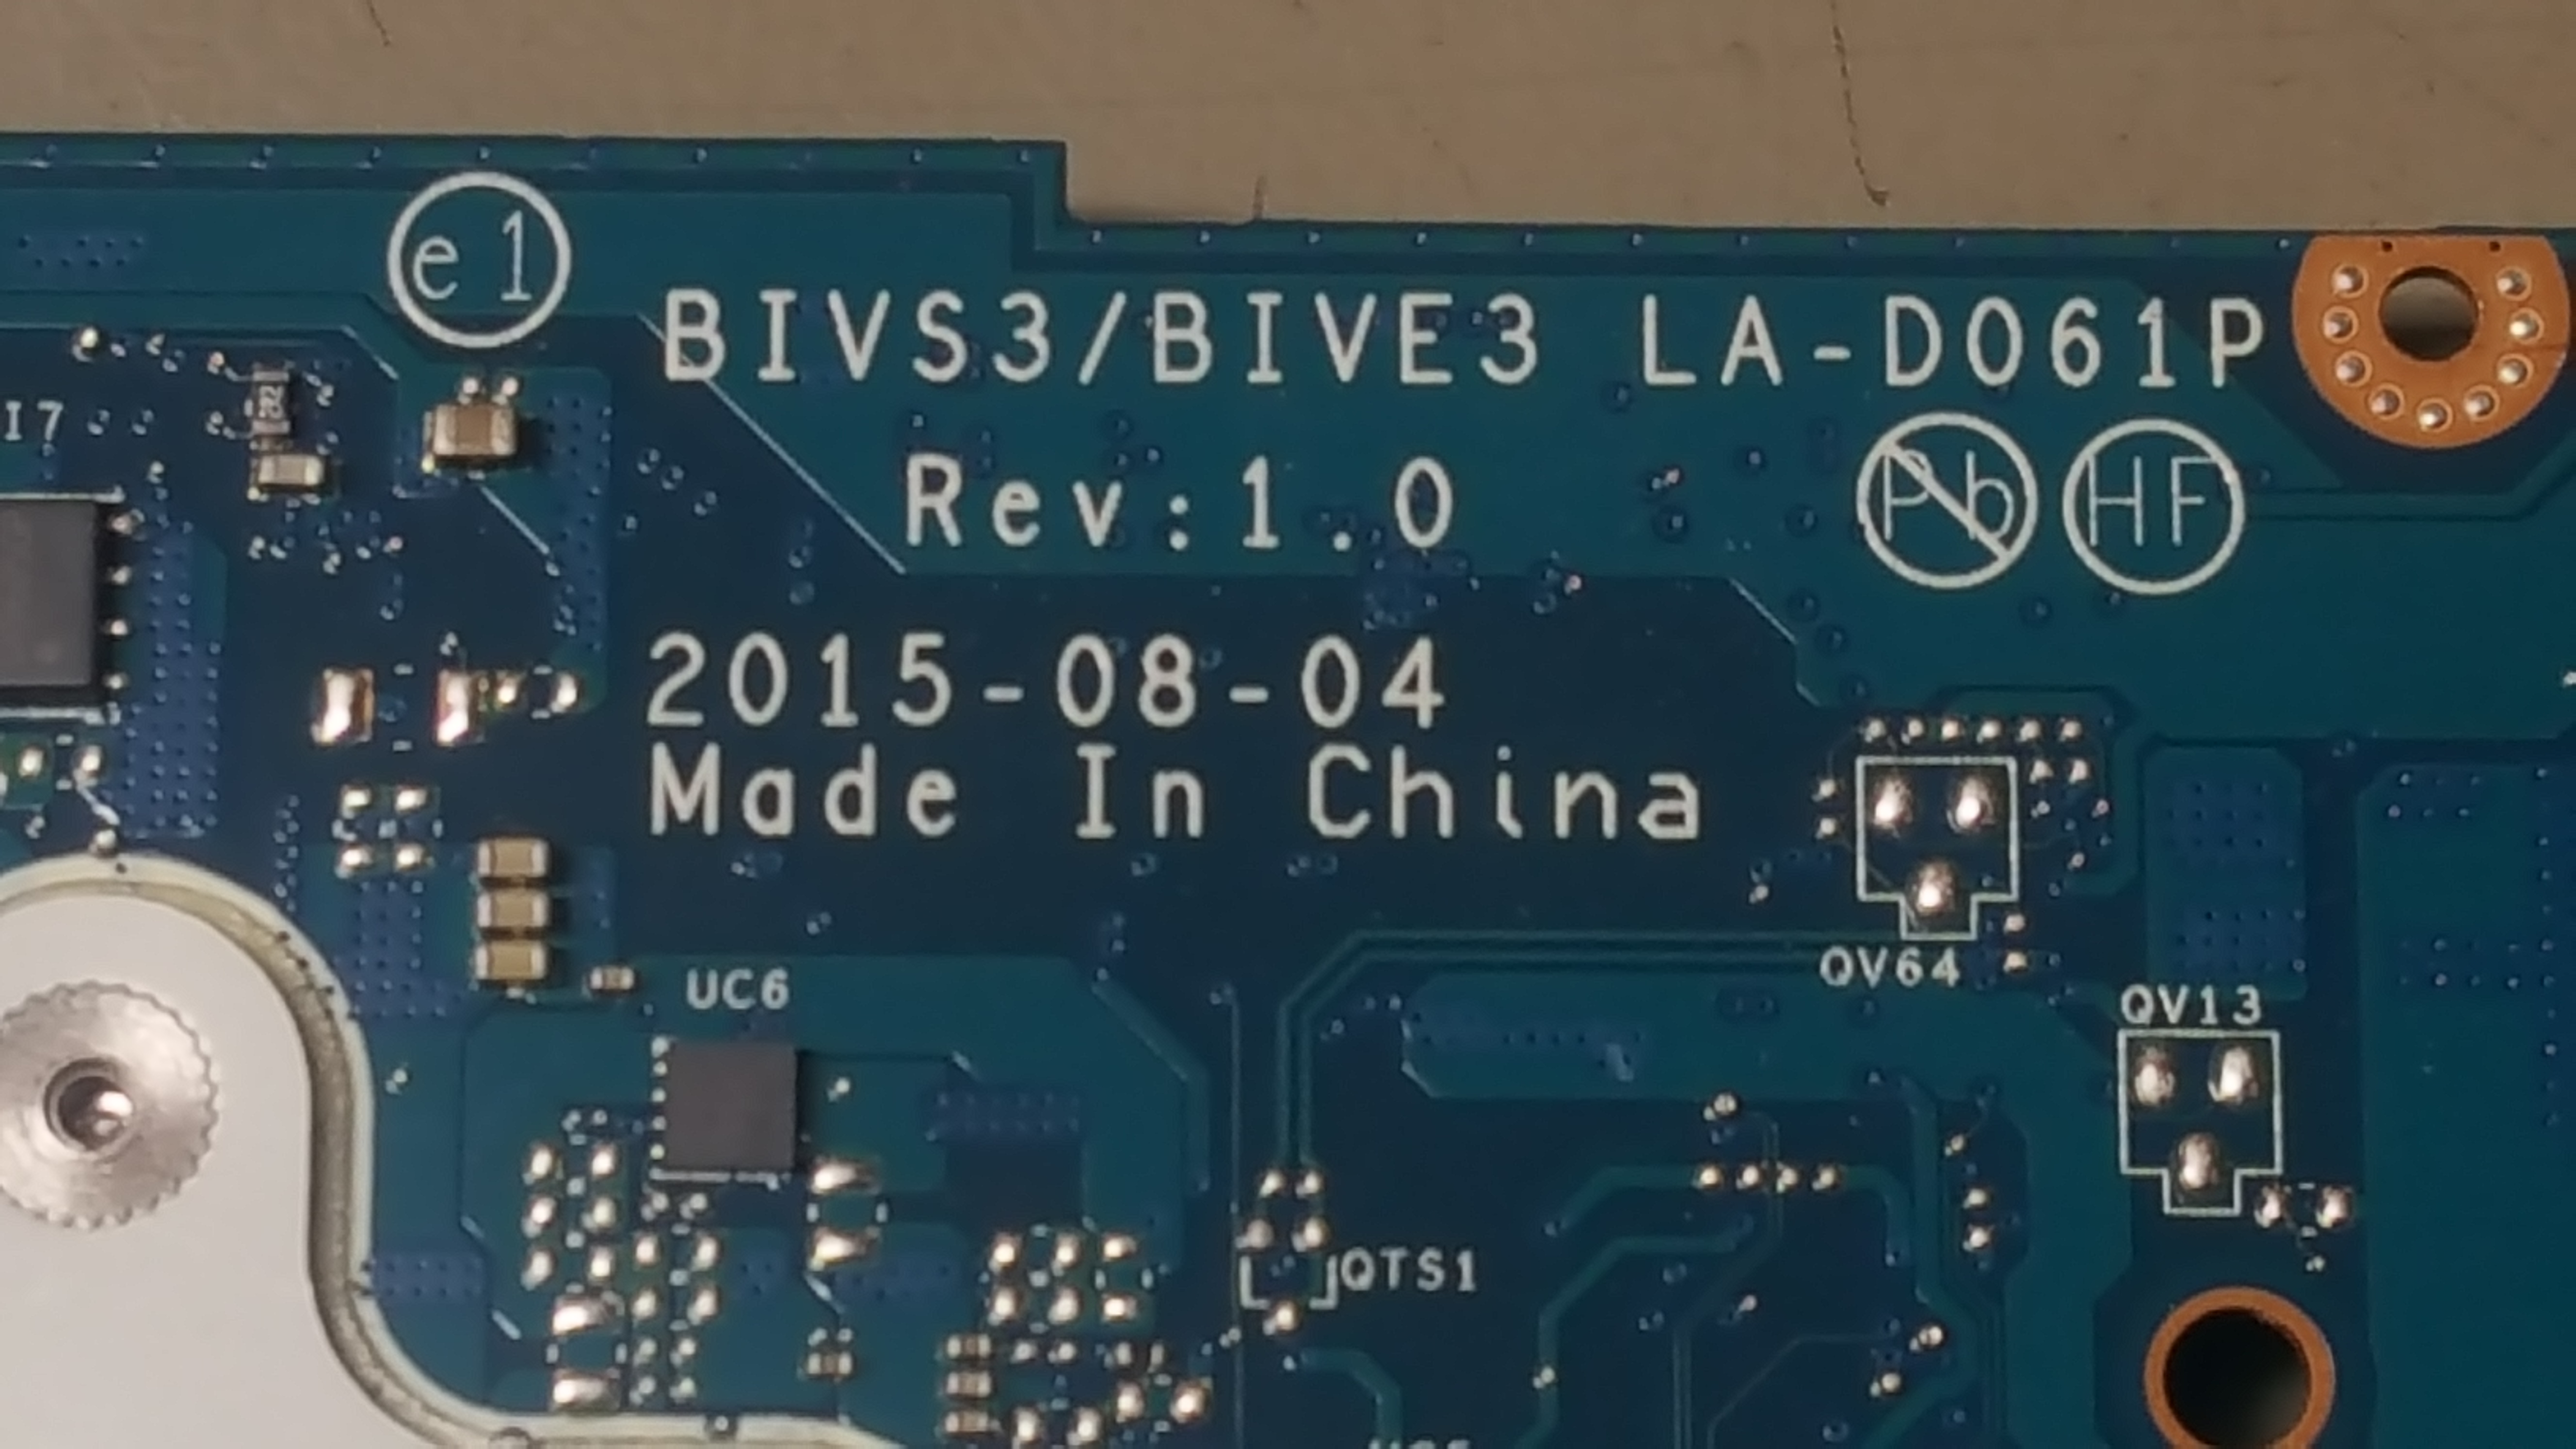 e1
BIVS3/BIVE3 LA-D061P
I7
Rev:1.0
Pb HF
2015-08-04
Made In China
QV64
UC6
QV13
QTS1